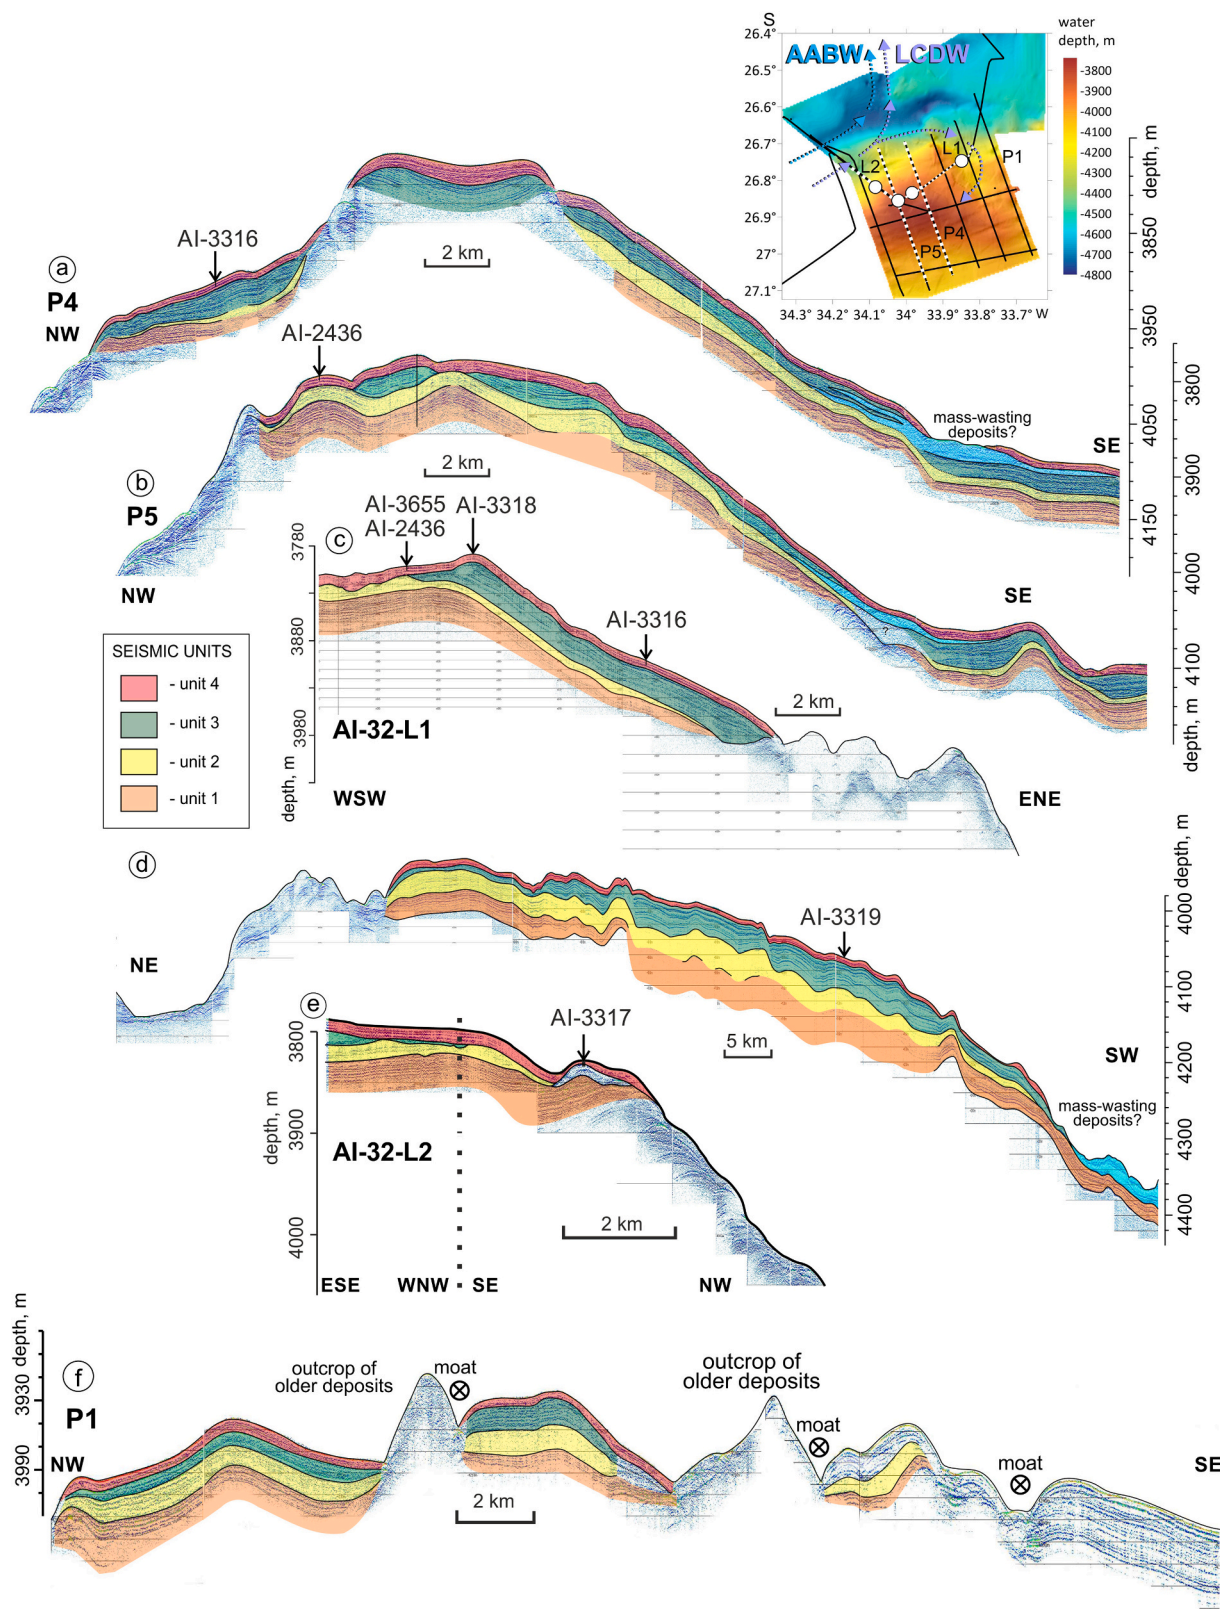 S
water
depth, m
26.4°
26.5°
26.6°
26.7°
26.8°
26.9°
27°
27.1°
AABW
LCDW
L2
L1
P1
P4
P5
34.3° 34.2° 34.1° 34° 33.9° 33.8° 33.7° W
-3800
-3900
-4000
-4100
-4200
-4300
-4400
-4500
-4600
-4700
-4800
depth, m
3850
3950
4050
4150
a
P4
NW
AI-3316
2 km
mass-wasting
deposits?
SE
3800
3900
4000
4100
depth, m
b
P5
NW
AI-2436
2 km
?
SE
c
AI-3655
AI-2436
AI-3318
AI-3316
3780
3880
3980
depth, m
2 km
AI-32-L1
WSW
ENE
SEISMIC UNITS
- unit 4
- unit 3
- unit 2
- unit 1
d
NE
AI-3319
5 km
SW
mass-wasting
deposits?
depth, m
4000
4100
4200
4300
4400
e
AI-3317
3800
3900
4000
depth, m
AI-32-L2
2 km
ESE
WNW
SE
NW
f
P1
NW
depth, m
3930
3990
outcrop of
older deposits
moat
2 km
outcrop of
older deposits
moat
moat
SE